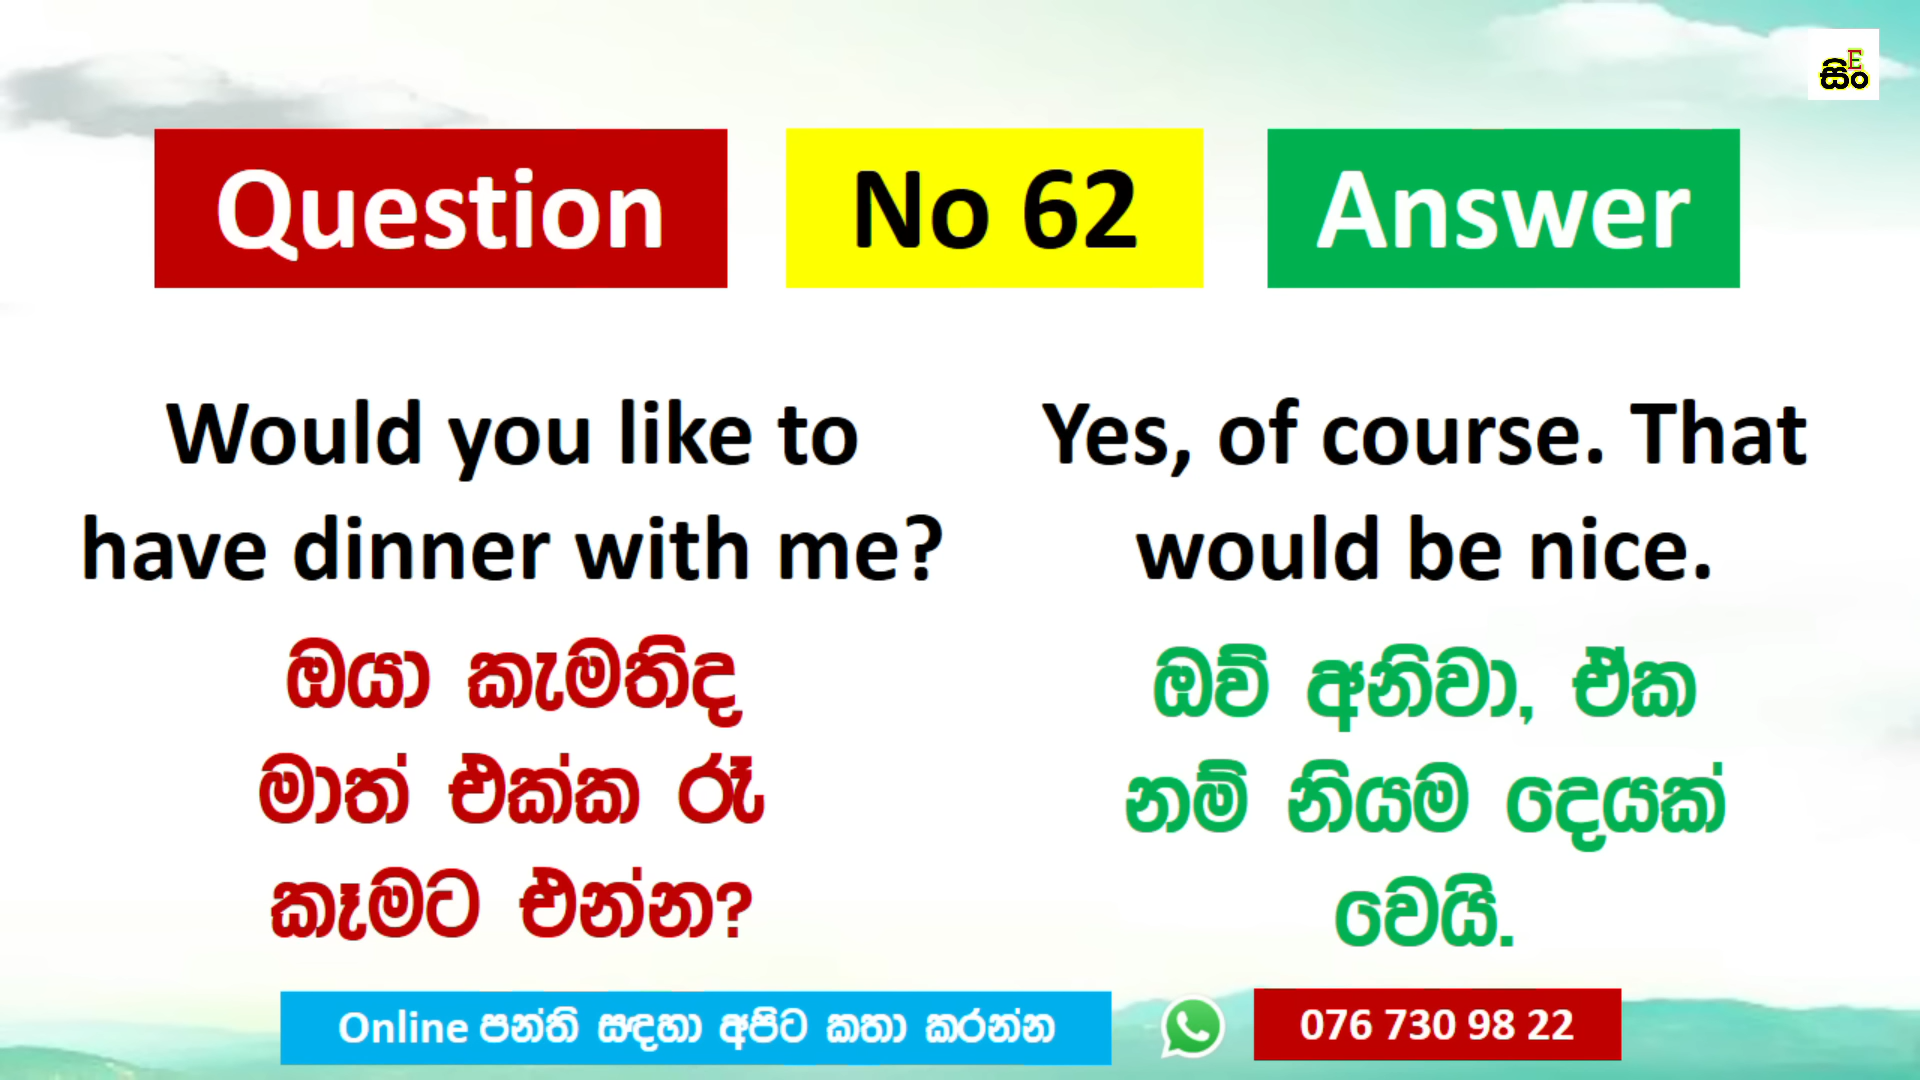 සිං
E
Question
No 62
Answer
Would you like to
have dinner with me?
ඔයා කැමතිද
මාත් එක්ක රෑ
කෑමට එන්න?
Yes, of course. That
would be nice.
ඔව් අනිවා, ඒක
නම් නියම දෙයක්
වෙයි.
Online පන්ති සඳහා අපිට කතා කරන්න
076 730 98 22